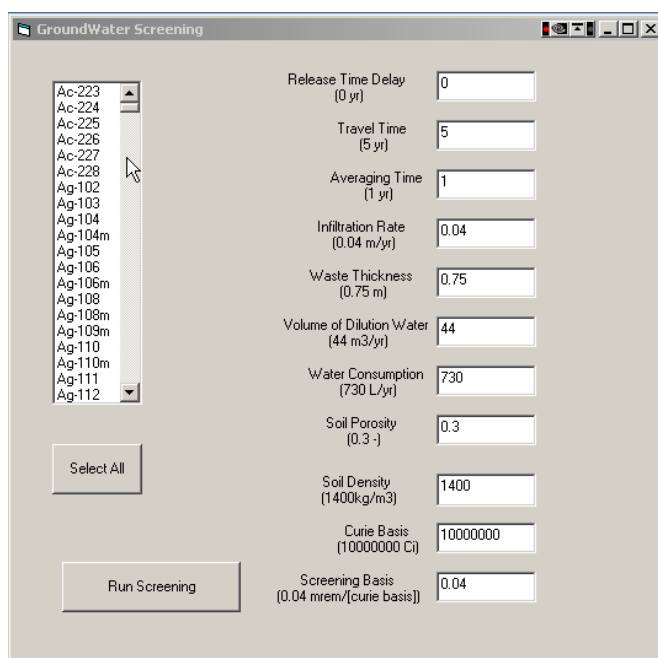 GroundWater Screening
Ac-223
Ac-224
Ac-225
Ac-226
Ac-227
Ac-228
Ag-102
Ag-103
Ag-104
Ag-104m
Ag-105
Ag-106
Ag-106m
Ag-108
Ag-108m
Ag-109m
Ag-110
Ag-110m
Ag-111
Ag-112
Select All
Run Screening
Release Time Delay
(0 yr)
0
Travel Time
(5 yr)
5
Averaging Time
(1 yr)
1
Infiltration Rate
(0.04 m/yr)
0.04
Waste Thickness
(0.75 m)
0.75
Volume of Dilution Water
(44 m3/yr)
44
Water Consumption
(730 L/yr)
730
Soil Porosity
(0.3 -)
0.3
Soil Density
(1400kg/m3)
1400
Curie Basis
(10000000 Ci)
10000000
Screening Basis
(0.04 mrem/[curie basis])
0.04